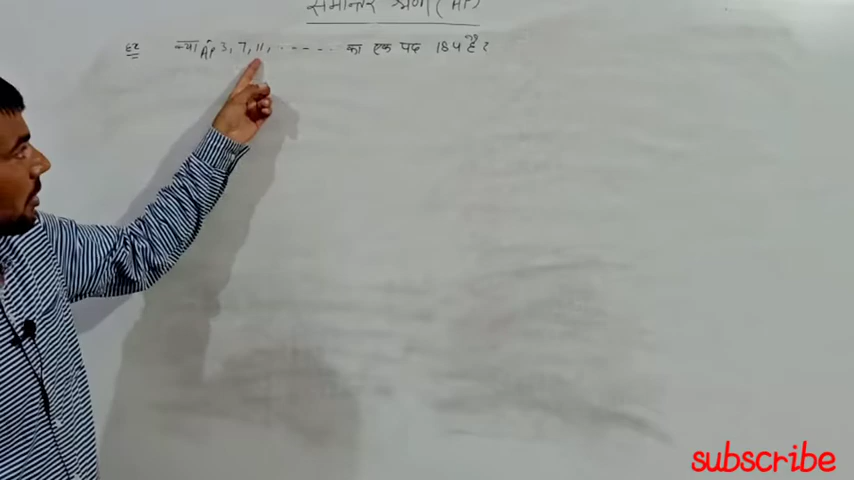 समान्तर श्रेणी (AP)
Ex क्या AP 3, 7, 11, ...... का एक पद 184 है ?
subscribe